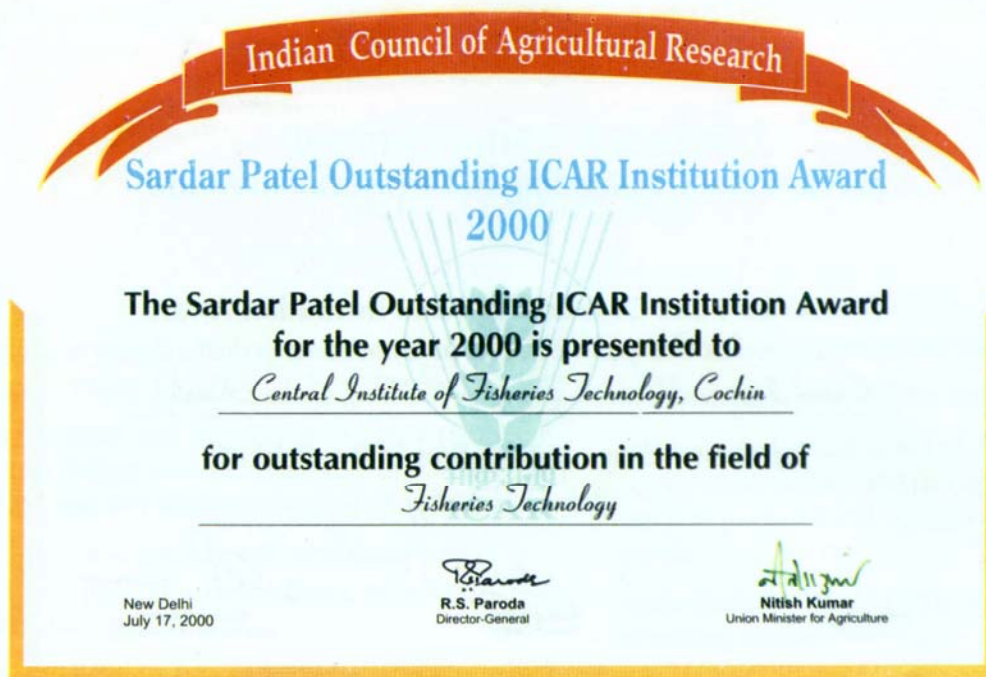 Indian Council of Agricultural Research
Sardar Patel Outstanding ICAR Institution Award
2000
The Sardar Patel Outstanding ICAR Institution Award
for the year 2000 is presented to
Central Institute of Fisheries Technology, Cochin
for outstanding contribution in the field of
Fisheries Technology
ICAR
R.S. Paroda
Director-General
Nitish Kumar
Union Minister for Agriculture
New Delhi
July 17, 2000